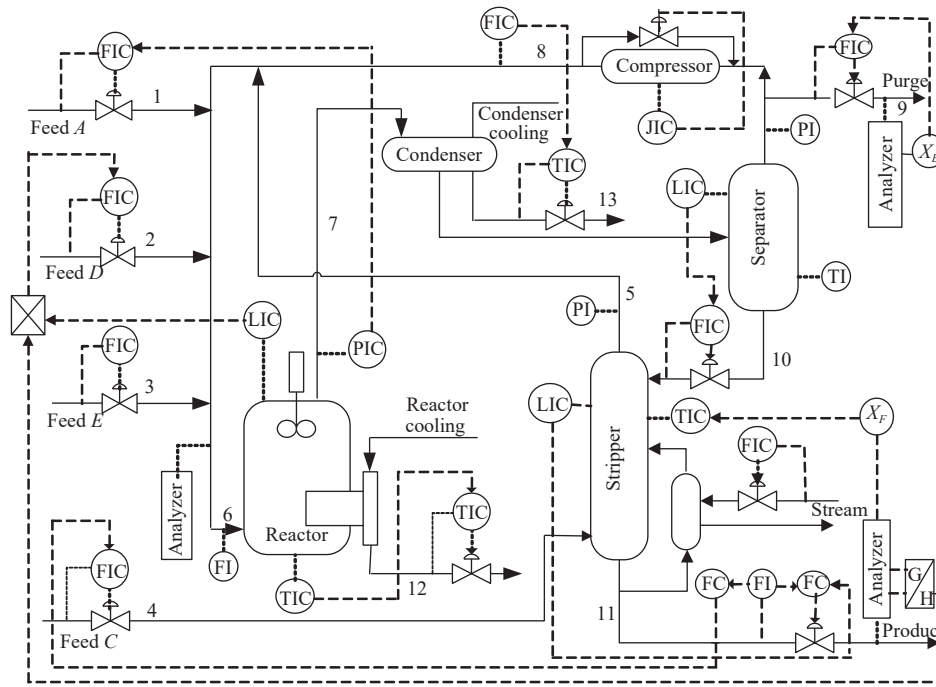 FIC
8
FIC
FIC
1
Feed A
Compressor
Purge
9
JIC
PI
Condenser
cooling
Condenser
TIC
13
LIC
Analyzer
FIC
2
Feed D
7
Separator
TI
5
LIC
PI
PIC
FIC
10
FIC
3
Feed E
Reactor
cooling
LIC
TIC
X_F
FIC
Stripper
Stream
Analyzer
6
Reactor
TIC
FI
TIC
12
FIC
4
Feed C
11
FC
FI
FC
Analyzer
G
H